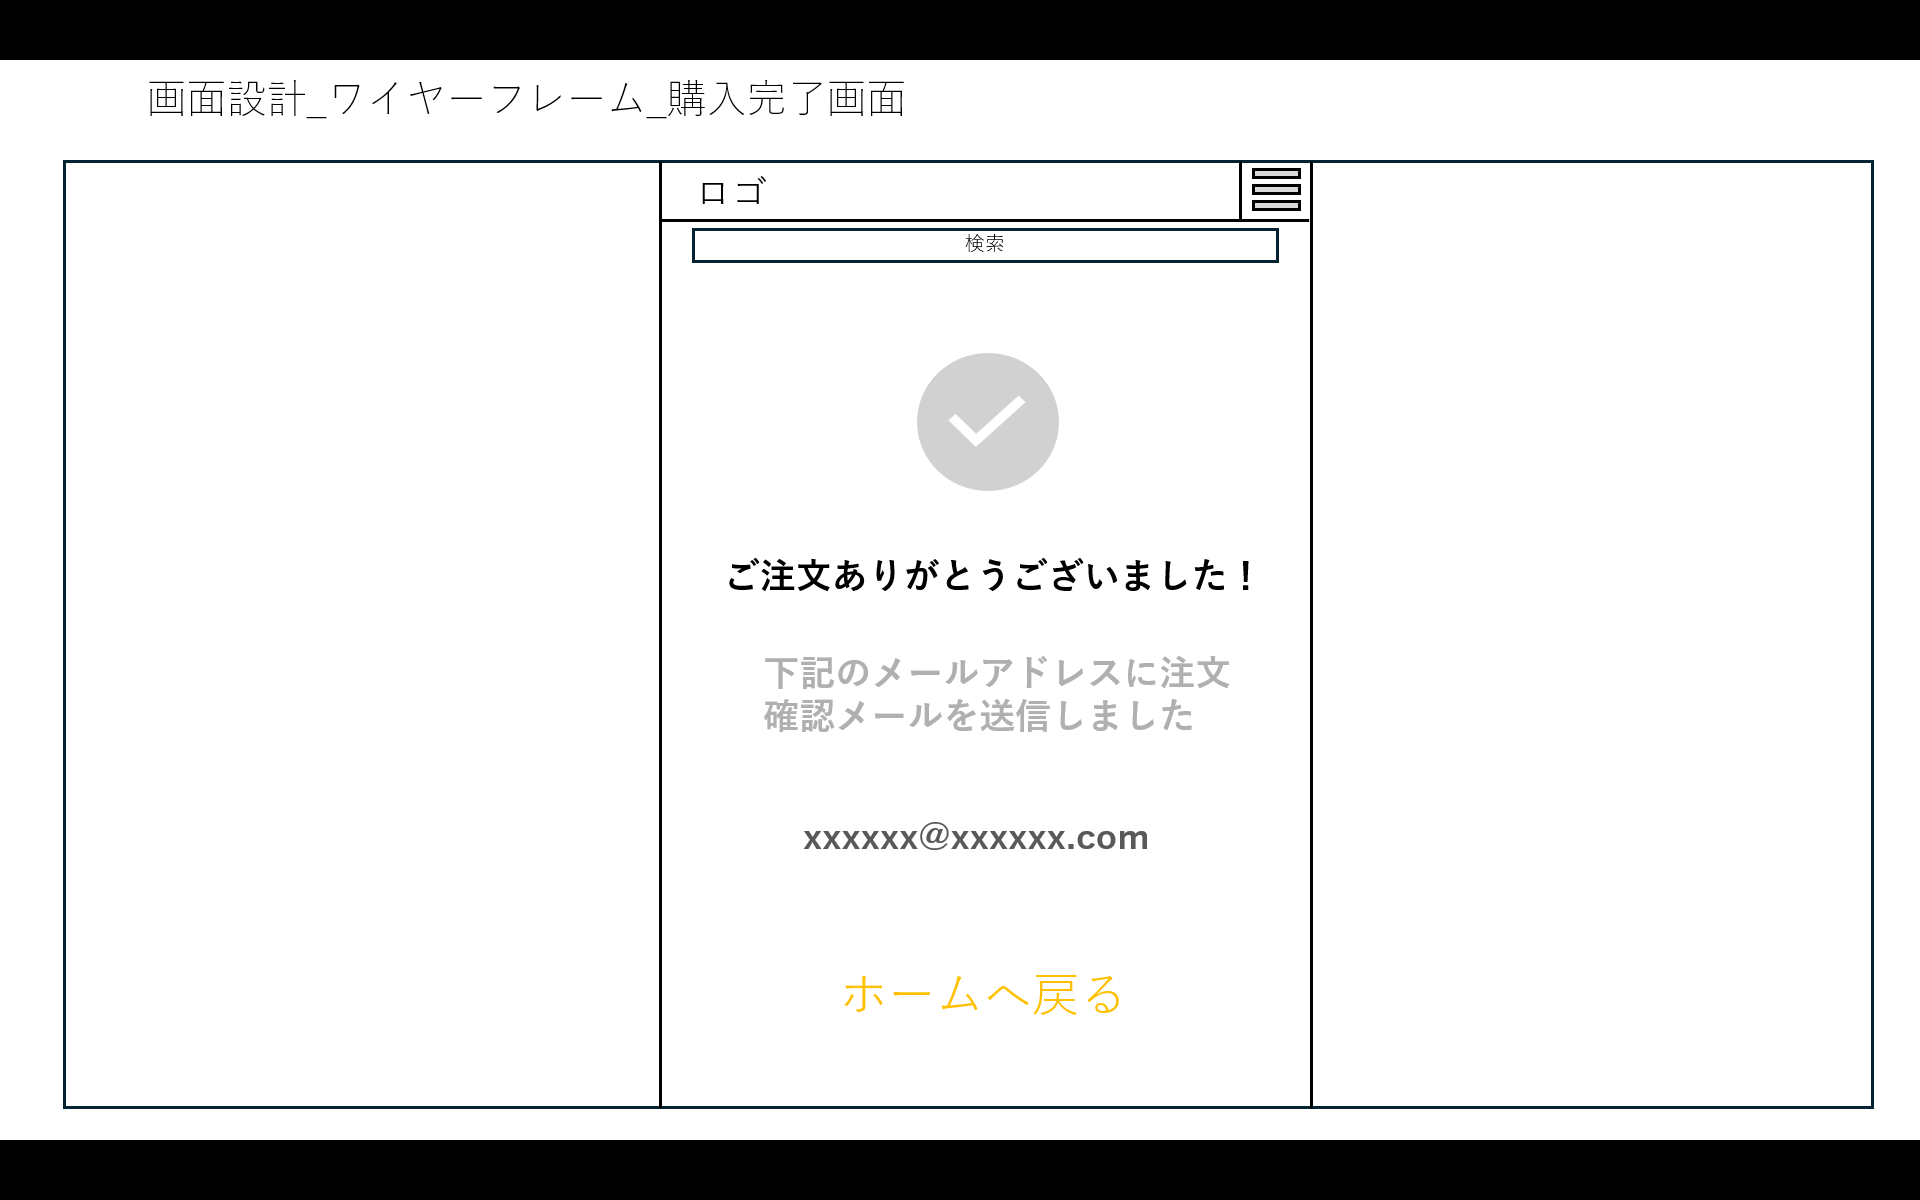 画面設計_ワイヤーフレーム_購入完了画面
ロゴ
検索
ご注文ありがとうございました！
下記のメールアドレスに注文
確認メールを送信しました
xxxxxx@xxxxxx.com
ホームへ戻る